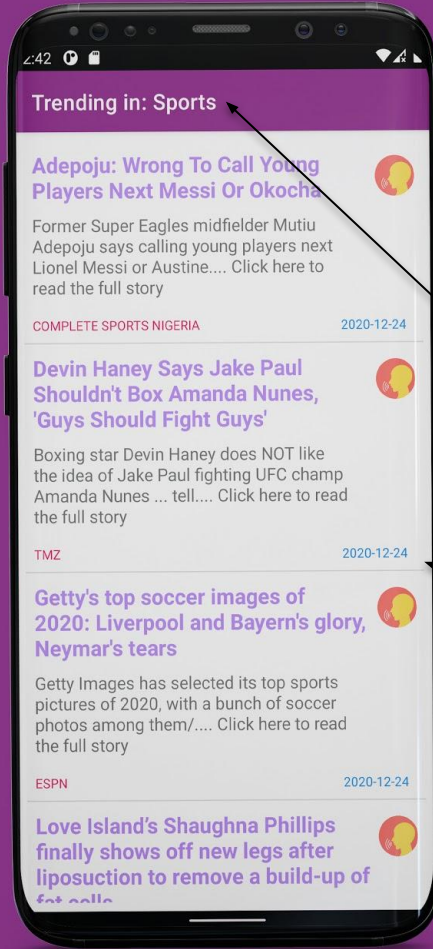 2:42
Trending in: Sports
Adepoju: Wrong To Call Young
Players Next Messi Or Okocha
Former Super Eagles midfielder Mutiu
Adepoju says calling young players next
Lionel Messi or Austine.... Click here to
read the full story
COMPLETE SPORTS NIGERIA
2020-12-24
Devin Haney Says Jake Paul
Shouldn't Box Amanda Nunes,
'Guys Should Fight Guys'
Boxing star Devin Haney does NOT like
the idea of Jake Paul fighting UFC champ
Amanda Nunes ... tell.... Click here to read
the full story
TMZ
2020-12-24
Getty's top soccer images of
2020: Liverpool and Bayern's glory,
Neymar's tears
Getty Images has selected its top sports
pictures of 2020, with a bunch of soccer
photos among them/.... Click here to read
the full story
ESPN
2020-12-24
Love Island’s Shaughna Phillips
finally shows off new legs after
liposuction to remove a build-up of
fat cells